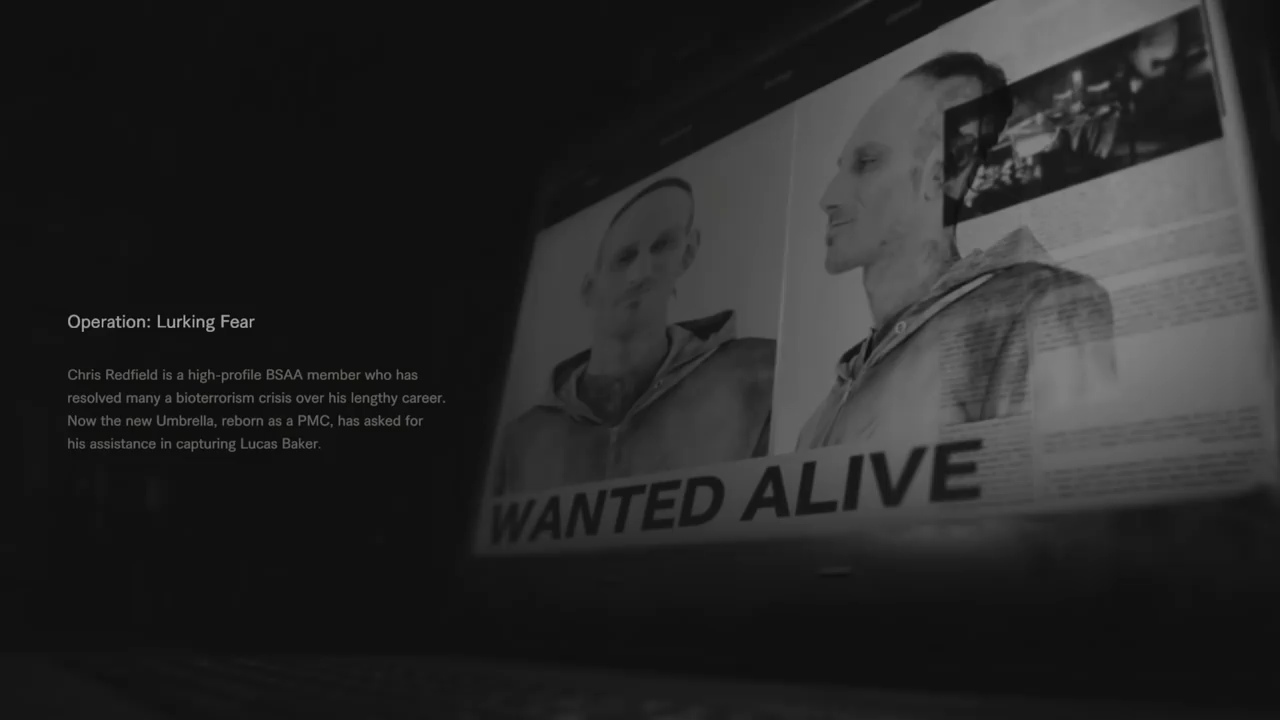 Operation: Lurking Fear
Chris Redfield is a high-profile BSAA member who has
resolved many a bioterrorism crisis over his lengthy career.
Now the new Umbrella, reborn as a PMC, has asked for
his assistance in capturing Lucas Baker.
WANTED ALIVE